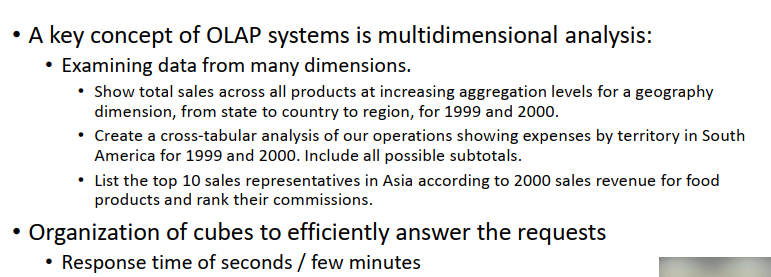 • A key concept of OLAP systems is multidimensional analysis:
• Examining data from many dimensions.
• Show total sales across all products at increasing aggregation levels for a geography
dimension, from state to country to region, for 1999 and 2000.
• Create a cross-tabular analysis of our operations showing expenses by territory in South
America for 1999 and 2000. Include all possible subtotals.
• List the top 10 sales representatives in Asia according to 2000 sales revenue for food
products and rank their commissions.
• Organization of cubes to efficiently answer the requests
• Response time of seconds / few minutes